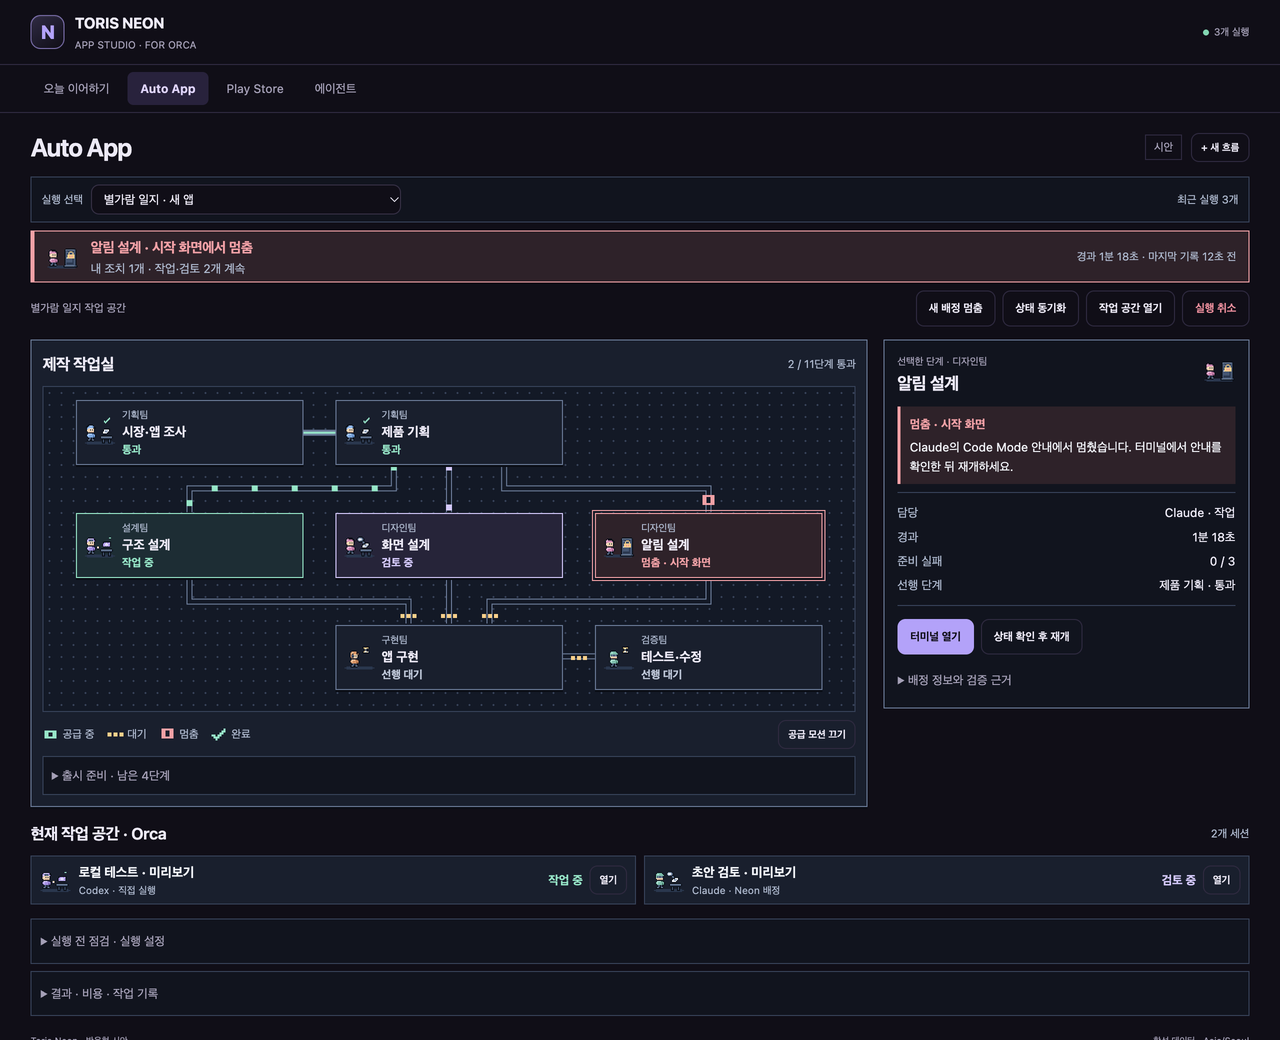 N
TORIS NEON
APP STUDIO · FOR ORCA
3개 실행
오늘 이어하기
Auto App
Play Store
에이전트
Auto App
시안
+ 새 흐름
실행 선택
별가람 일지 · 새 앱
최근 실행 3개
알림 설계 · 시작 화면에서 멈춤
내 조치 1개 · 작업·검토 2개 계속
경과 1분 18초 · 마지막 기록 12초 전
별가람 일지 작업 공간
새 배정 멈춤
상태 동기화
작업 공간 열기
실행 취소
제작 작업실
2 / 11단계 통과
기획팀
시장·앱 조사
통과
기획팀
제품 기획
통과
설계팀
구조 설계
작업 중
디자인팀
화면 설계
검토 중
디자인팀
알림 설계
멈춤 · 시작 화면
구현팀
앱 구현
선행 대기
검증팀
테스트·수정
선행 대기
공급 중
대기
멈춤
완료
공급 모션 끄기
▶ 출시 준비 · 남은 4단계
선택한 단계 · 디자인팀
알림 설계
멈춤 · 시작 화면
Claude의 Code Mode 안내에서 멈췄습니다. 터미널에서 안내를
확인한 뒤 재개하세요.
담당
Claude · 작업
경과
1분 18초
준비 실패
0 / 3
선행 단계
제품 기획 · 통과
터미널 열기
상태 확인 후 재개
▶ 배정 정보와 검증 근거
현재 작업 공간 · Orca
2개 세션
로컬 테스트 · 미리보기
Codex · 직접 실행
작업 중
열기
초안 검토 · 미리보기
Claude · Neon 배정
검토 중
열기
▶ 실행 전 점검 · 실행 설정
▶ 결과 · 비용 · 작업 기록